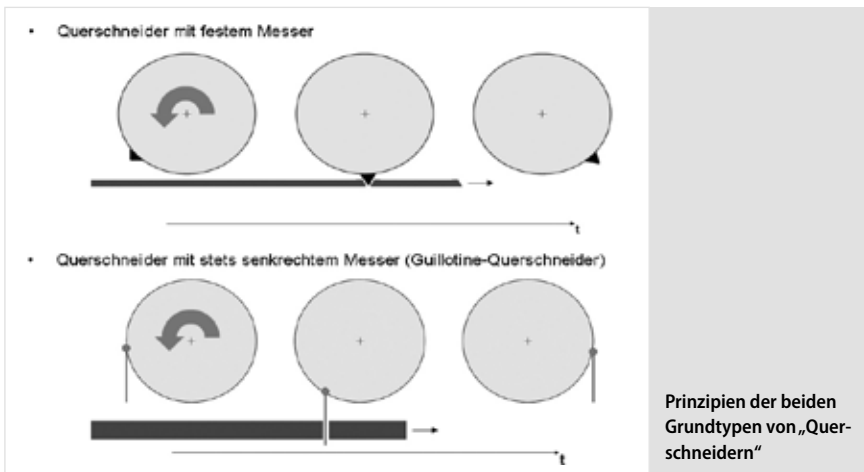 • Querschneider mit festem Messer
t
• Querschneider mit stets senkrechtem Messer (Guillotine-Querschneider)
t
Prinzipien der beiden
Grundtypen von „Quer-
schneidern“